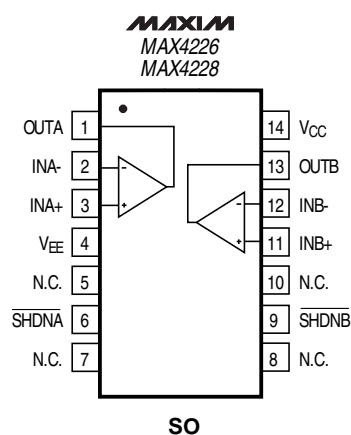 MAXIM
MAX4226
MAX4228
OUTA 1
INA- 2
INA+ 3
VEE 4
N.C. 5
SHDNA 6
N.C. 7
14 VCC
13 OUTB
12 INB-
11 INB+
10 N.C.
9 SHDNB
8 N.C.
- +
- +
SO